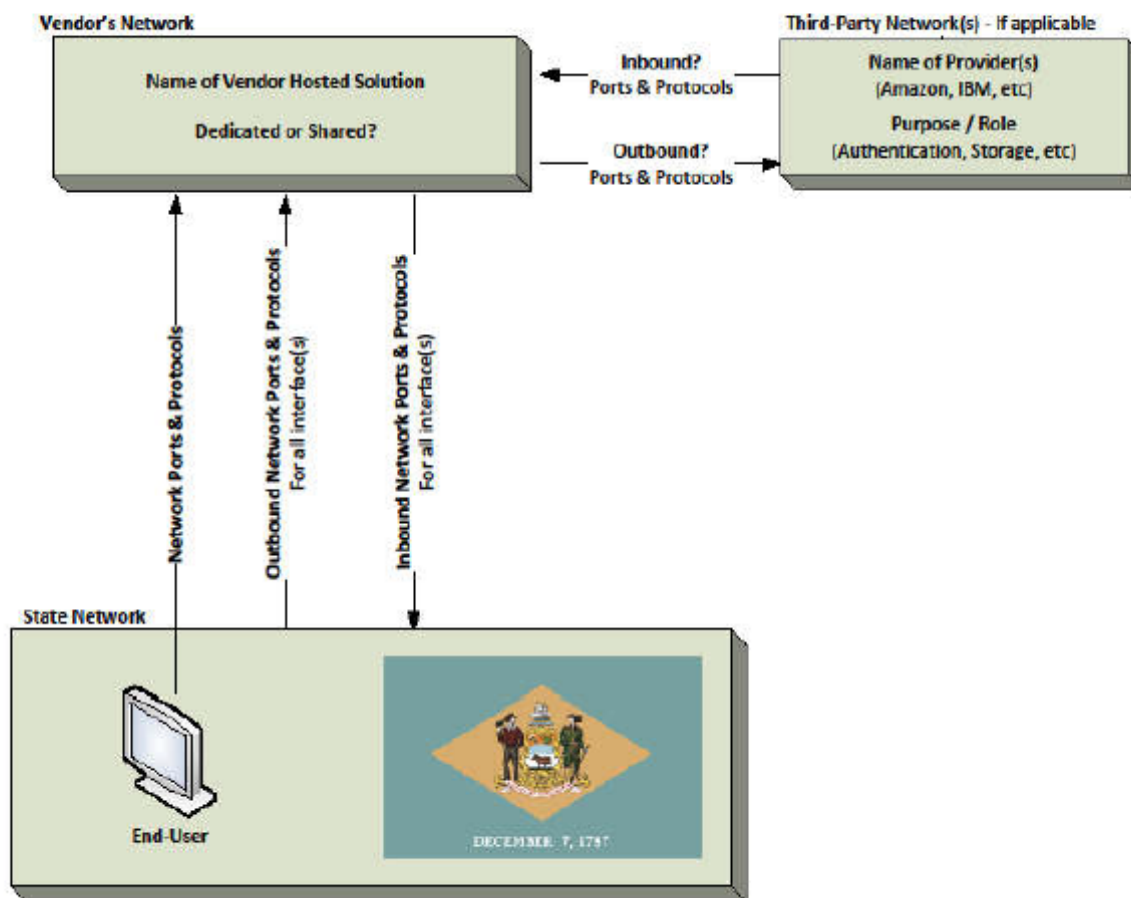 Vendor's Network
Name of Vendor Hosted Solution
Dedicated or Shared?
Third-Party Network(s) - If applicable
Name of Provider(s)
(Amazon, IBM, etc)
Purpose / Role
(Authentication, Storage, etc)
Inbound?
Ports & Protocols
Outbound?
Ports & Protocols
Network Ports & Protocols
Outbound Network Ports & Protocols
For all interface(s)
Inbound Network Ports & Protocols
For all interface(s)
State Network
End-User
DECEMBER 7, 1787